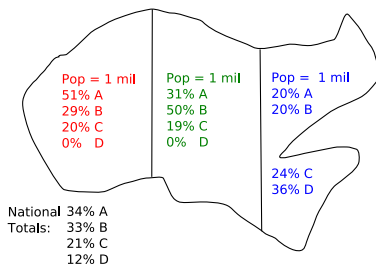 Pop = 1 mil
51% A
29% B
20% C
0% D
Pop = 1 mil
31% A
50% B
19% C
0% D
Pop = 1 mil
20% A
20% B
24% C
36% D
National 34% A
Totals: 33% B
21% C
12% D